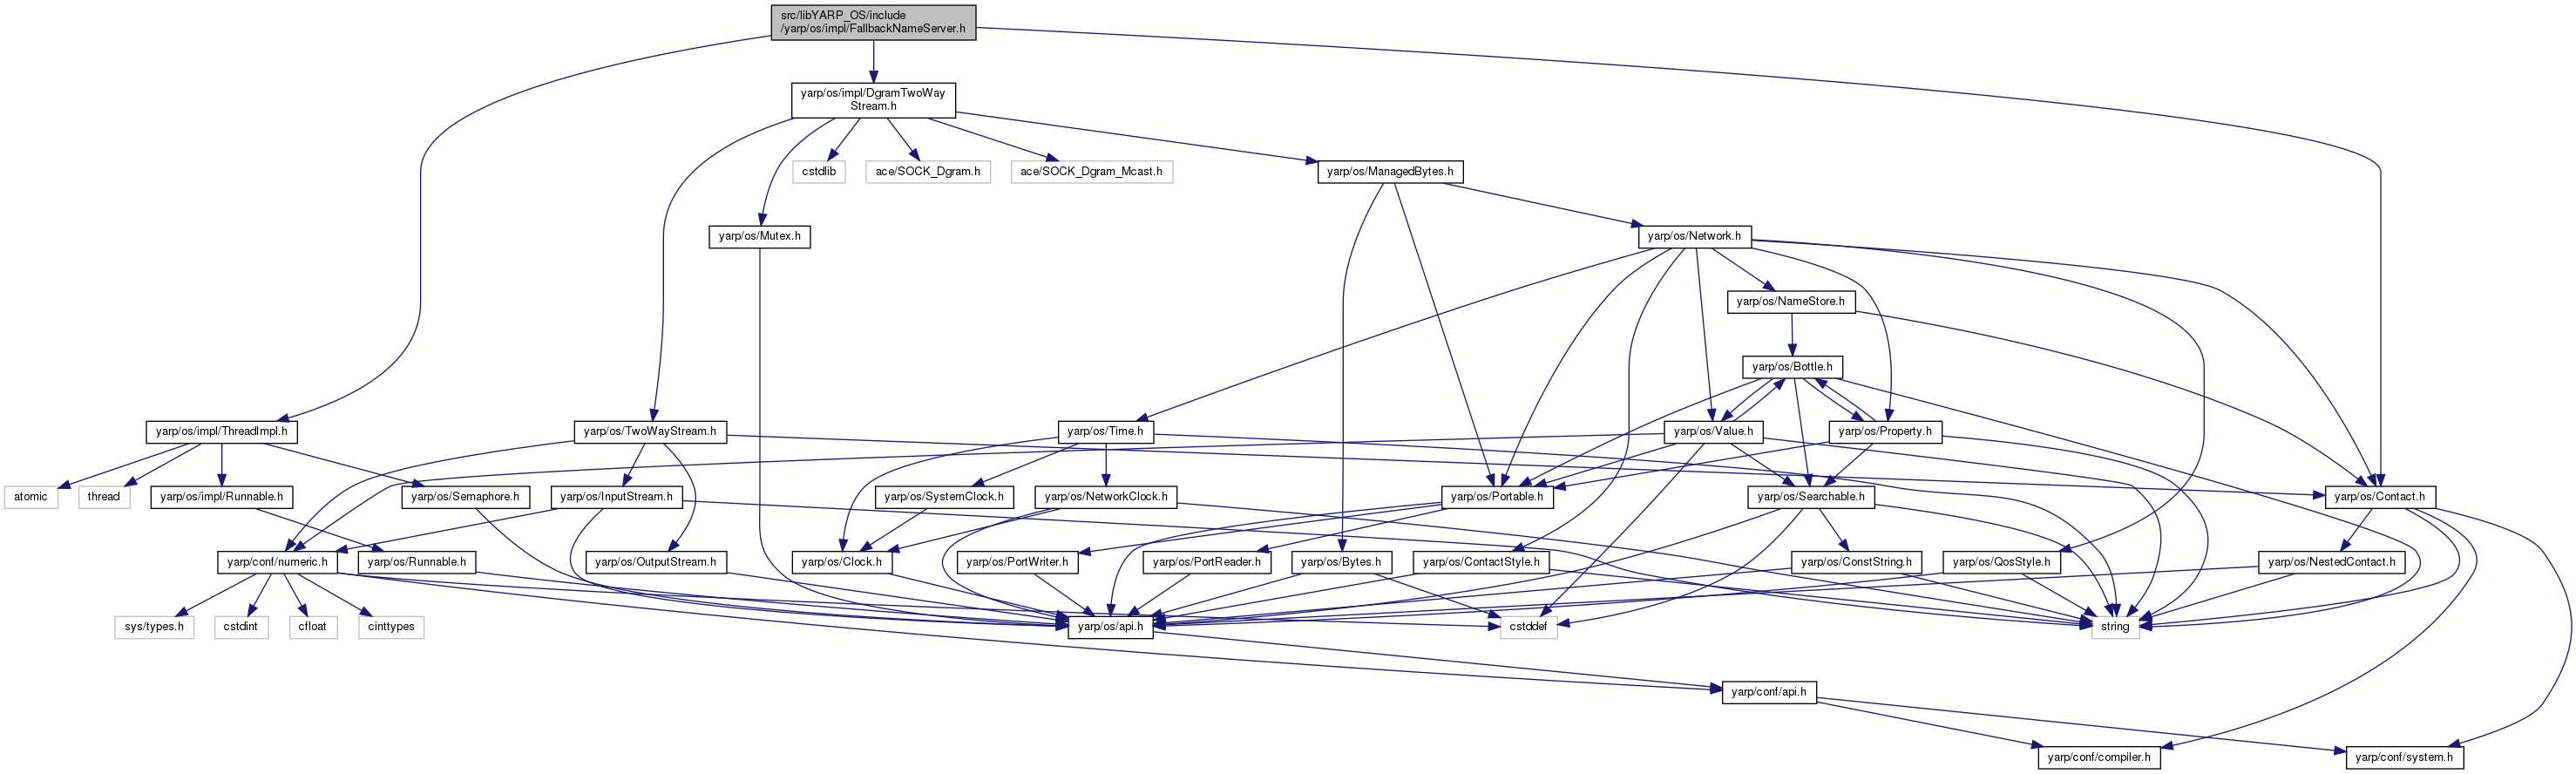 src/libYARP_OS/include
/yarp/os/impl/FallbackNameServer.h
yarp/os/impl/DgramTwoWay
Stream.h
cstdlib
ace/SOCK_Dgram.h
ace/SOCK_Dgram_Mcast.h
yarp/os/ManagedBytes.h
yarp/os/Mutex.h
yarp/os/Network.h
yarp/os/NameStore.h
yarp/os/Bottle.h
yarp/os/impl/ThreadImpl.h
yarp/os/TwoWayStream.h
yarp/os/Time.h
yarp/os/Value.h
yarp/os/Property.h
atomic
thread
yarp/os/impl/Runnable.h
yarp/os/Semaphore.h
yarp/os/InputStream.h
yarp/os/SystemClock.h
yarp/os/NetworkClock.h
yarp/os/Portable.h
yarp/os/Searchable.h
yarp/os/Contact.h
yarp/conf/numeric.h
yarp/os/Runnable.h
yarp/os/OutputStream.h
yarp/os/Clock.h
yarp/os/PortWriter.h
yarp/os/PortReader.h
yarp/os/Bytes.h
yarp/os/ContactStyle.h
yarp/os/ConstString.h
yarp/os/QosStyle.h
yarp/os/NestedContact.h
sys/types.h
cstdint
cfloat
cinttypes
yarp/os/api.h
cstddef
string
yarp/conf/api.h
yarp/conf/compiler.h
yarp/conf/system.h